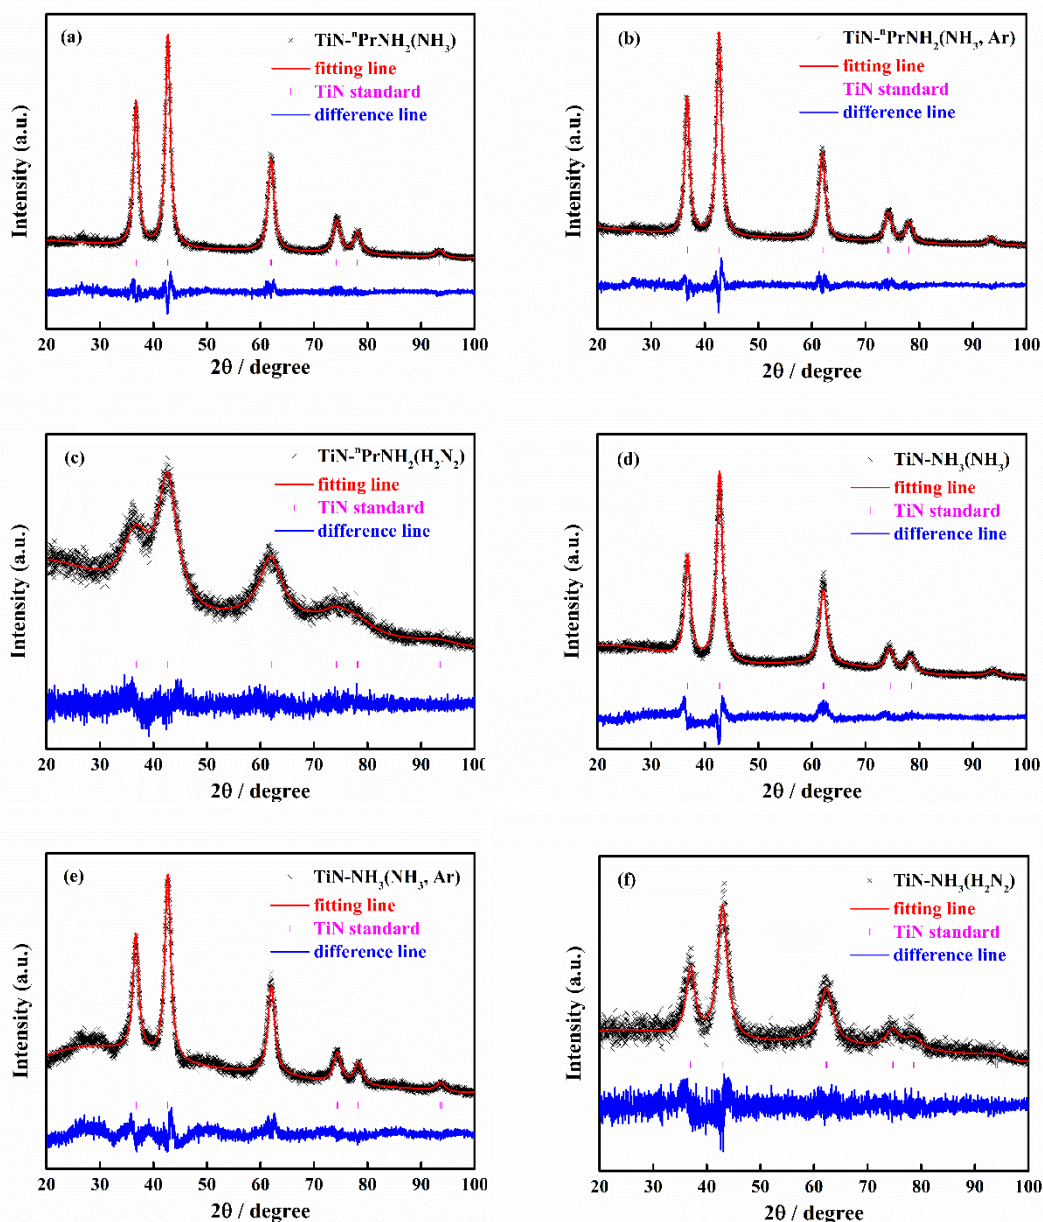 (a)
TiN-ⁿPrNH₂(NH₃)
fitting line
TiN standard
difference line
Intensity (a.u.)
20 30 40 50 60 70 80 90 100
2θ / degree
(b)
TiN-ⁿPrNH₂(NH₃, Ar)
fitting line
TiN standard
difference line
Intensity (a.u.)
20 30 40 50 60 70 80 90 100
2θ / degree
(c)
TiN-ⁿPrNH₂(H₂N₂)
fitting line
TiN standard
difference line
Intensity (a.u.)
20 30 40 50 60 70 80 90 100
2θ / degree
(d)
TiN-NH₃(NH₃)
fitting line
TiN standard
difference line
Intensity (a.u.)
20 30 40 50 60 70 80 90 100
2θ / degree
(e)
TiN-NH₃(NH₃, Ar)
fitting line
TiN standard
difference line
Intensity (a.u.)
20 30 40 50 60 70 80 90 100
2θ / degree
(f)
TiN-NH₃(H₂N₂)
fitting line
TiN standard
difference line
Intensity (a.u.)
20 30 40 50 60 70 80 90 100
2θ / degree